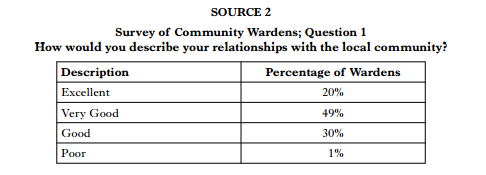 SOURCE 2
Survey of Community Wardens; Question 1
How would you describe your relationships with the local community?
Description Percentage of Wardens
Excellent 20%
Very Good 49%
Good 30%
Poor 1%